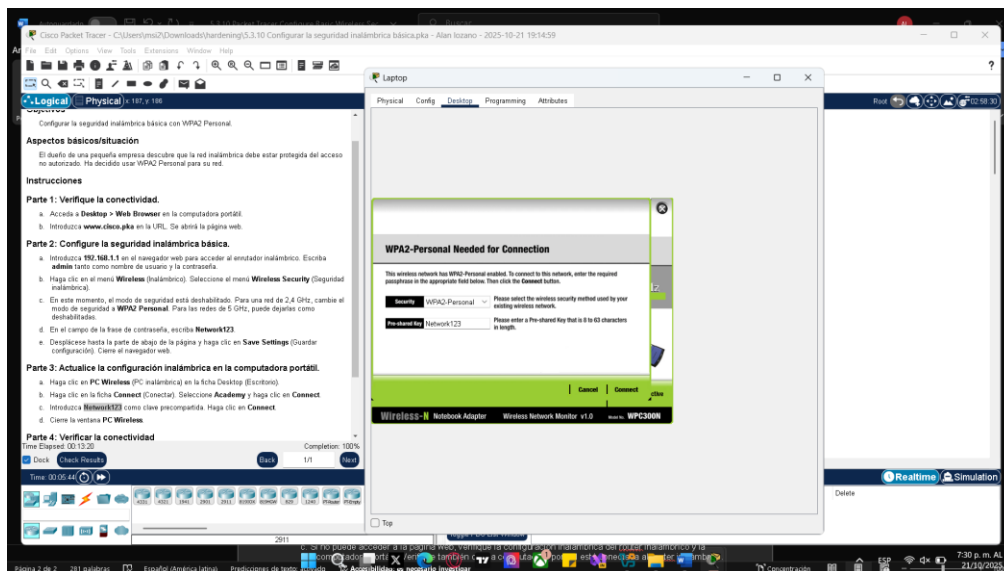 Cisco Packet Tracer - C:\Users\msi2\Downloads\hardening\5.3.10 Configurar la seguridad inalámbrica básica.pka - Alan lozano - 2025-10-21 19:14:59
File Edit Options View Tools Extensions Window Help
Logical Physical x: 187, y: 186
Root 02:58:30
Objetivos
Configurar la seguridad inalámbrica básica con WPA2 Personal.
Aspectos básicos/situación
El dueño de una pequeña empresa descubre que la red inalámbrica debe estar protegida del acceso
no autorizado. Ha decidido usar WPA2 Personal para su red.
Instrucciones
Parte 1: Verifique la conectividad.
a. Acceda a Desktop > Web Browser en la computadora portátil.
b. Introduzca www.cisco.pka en la URL. Se abrirá la página web.
Parte 2: Configure la seguridad inalámbrica básica.
a. Introduzca 192.168.1.1 en el navegador web para acceder al enrutador inalámbrico. Escriba
admin tanto como nombre de usuario y la contraseña.
b. Haga clic en el menú Wireless (Inalámbrico). Seleccione el menú Wireless Security (Seguridad
inalámbrica).
c. En este momento, el modo de seguridad está deshabilitado. Para una red de 2,4 GHz, cambie el
modo de seguridad a WPA2 Personal. Para las redes de 5 GHz, puede dejarlas como
deshabilitadas.
d. En el campo de la frase de contraseña, escriba Network123.
e. Desplácese hasta la parte de abajo de la página y haga clic en Save Settings (Guardar
configuración). Cierre el navegador web.
Parte 3: Actualice la configuración inalámbrica en la computadora portátil.
a. Haga clic en PC Wireless (PC inalámbrica) en la ficha Desktop (Escritorio).
b. Haga clic en la ficha Connect (Conectar). Seleccione Academy y haga clic en Connect.
c. Introduzca Network123 como clave precompartida. Haga clic en Connect.
d. Cierre la ventana PC Wireless.
Parte 4: Verificar la conectividad
Time Elapsed: 00:13:20 Completion: 100%
Dock Check Results Back 1/1 Next
Time: 00:05:44
Realtime Simulation
4331 4321 1941 2901 2911 819 1240
2911
Delete
Laptop
Physical Config Desktop Programming Attributes
WPA2-Personal Needed for Connection
This wireless network has WPA2-Personal enabled. To connect to this network, enter the required
passphrase in the appropriate field below. Then click the Connect button.
Security WPA2-Personal Please select the wireless security method used by your
existing wireless network.
Pre-shared Key Network123 Please enter a Pre-shared Key that is 8 to 63 characters
in length.
Cancel Connect
Wireless-N Notebook Adapter Wireless Network Monitor v1.0 Model No. WPC300N
Top
Página 2 de 2 281 palabras Español (América latina) Predicciones de texto: activado Accesibilidad: es necesario investigar
Concentración
ESP 7:30 p. m.
21/10/2025